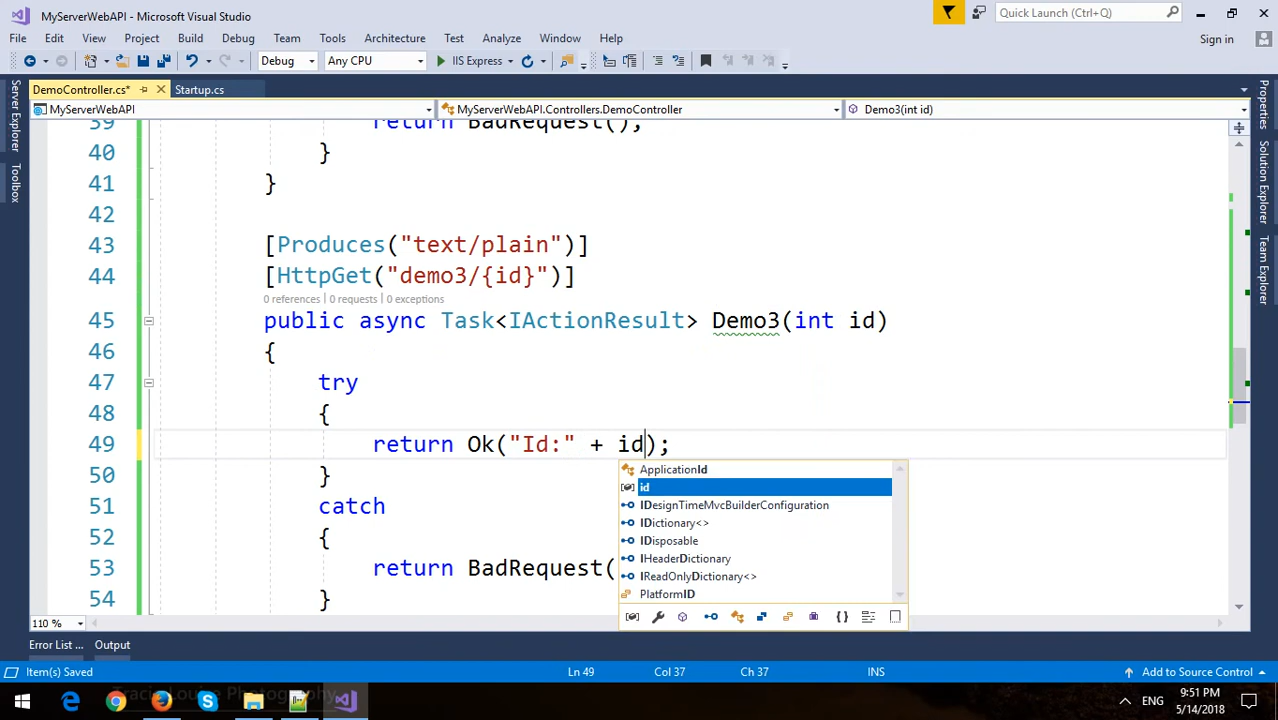 MyServerWebAPI - Microsoft Visual Studio
Quick Launch (Ctrl+Q)
File Edit View Project Build Debug Team Tools Architecture Test Analyze Window Help
Sign in
Debug Any CPU IIS Express
DemoController.cs* Startup.cs
MyServerWebAPI MyServerWebAPI.Controllers.DemoController Demo3(int id)
Server Explorer
Toolbox
Properties
Solution Explorer
Team Explorer
39 return BadRequest();
40 }
41 }
42
43 [Produces("text/plain")]
44 [HttpGet("demo3/{id}")]
0 references | 0 requests | 0 exceptions
45 public async Task<IActionResult> Demo3(int id)
46 {
47 try
48 {
49 return Ok("Id:" + id);
50 }
51 catch
52 {
53 return BadRequest(
54 }
ApplicationId
id
IDesignTimeMvcBuilderConfiguration
IDictionary<>
IDisposable
IHeaderDictionary
IReadOnlyDictionary<>
PlatformID
110 %
Error List ... Output
Item(s) Saved Ln 49 Col 37 Ch 37 INS Add to Source Control
Tracie Louise Photography
ENG
9:51 PM
5/14/2018